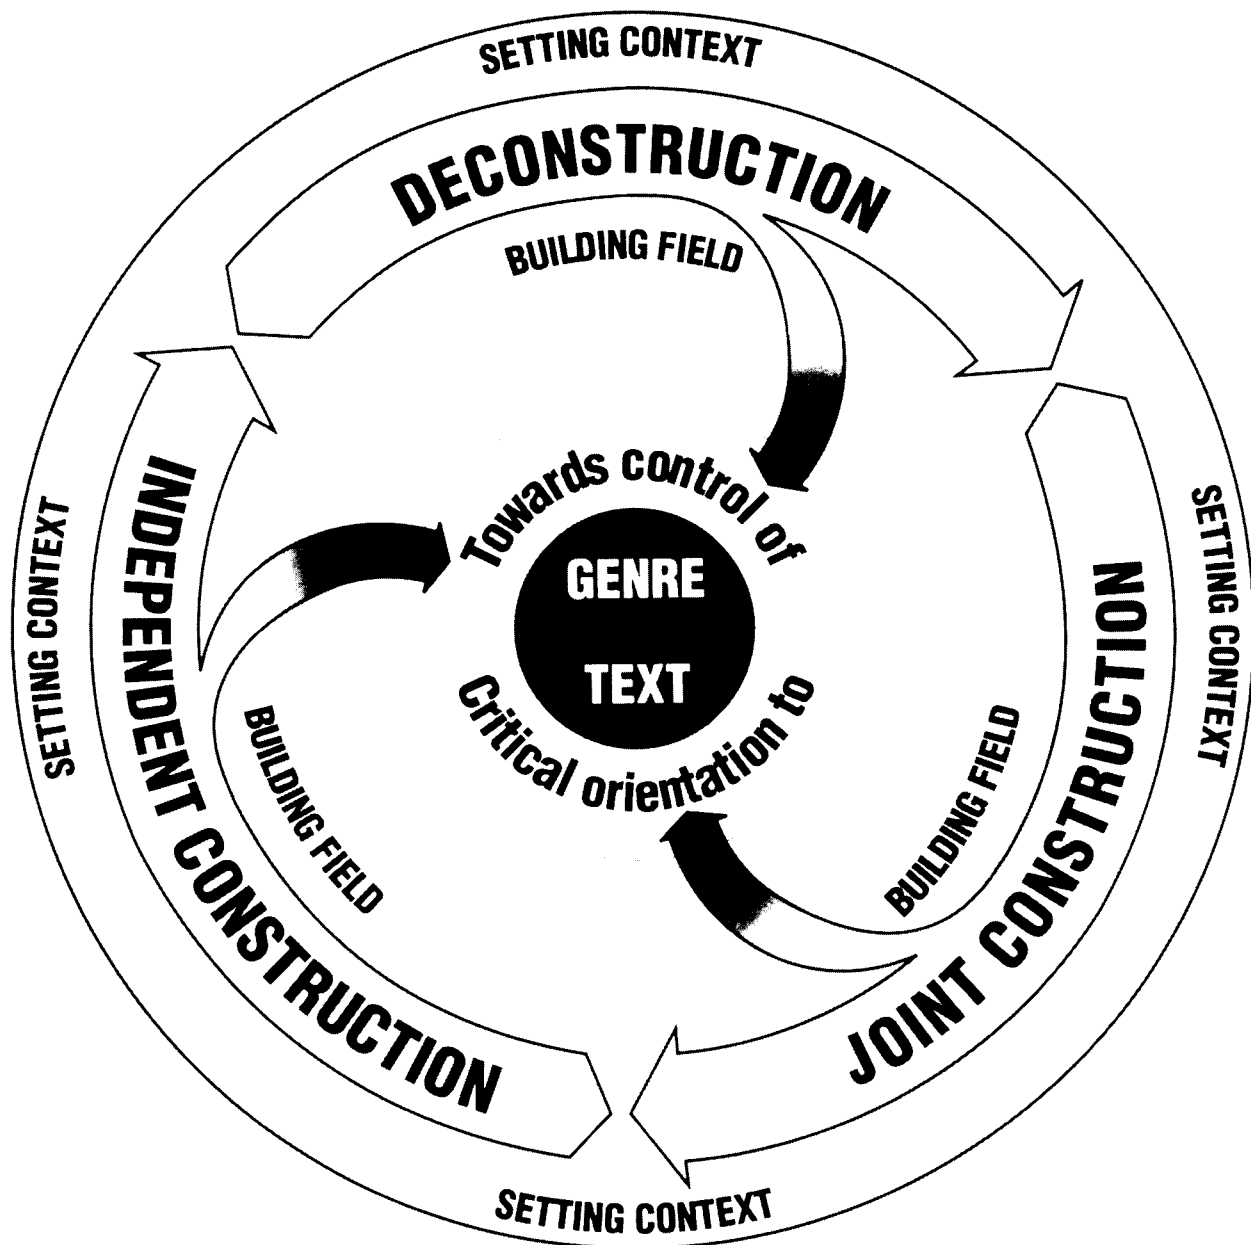 SETTING CONTEXT
DECONSTRUCTION
BUILDING FIELD
SETTING CONTEXT
JOINT CONSTRUCTION
BUILDING FIELD
SETTING CONTEXT
INDEPENDENT CONSTRUCTION
BUILDING FIELD
SETTING CONTEXT
Towards control of
GENRE
TEXT
Critical orientation to